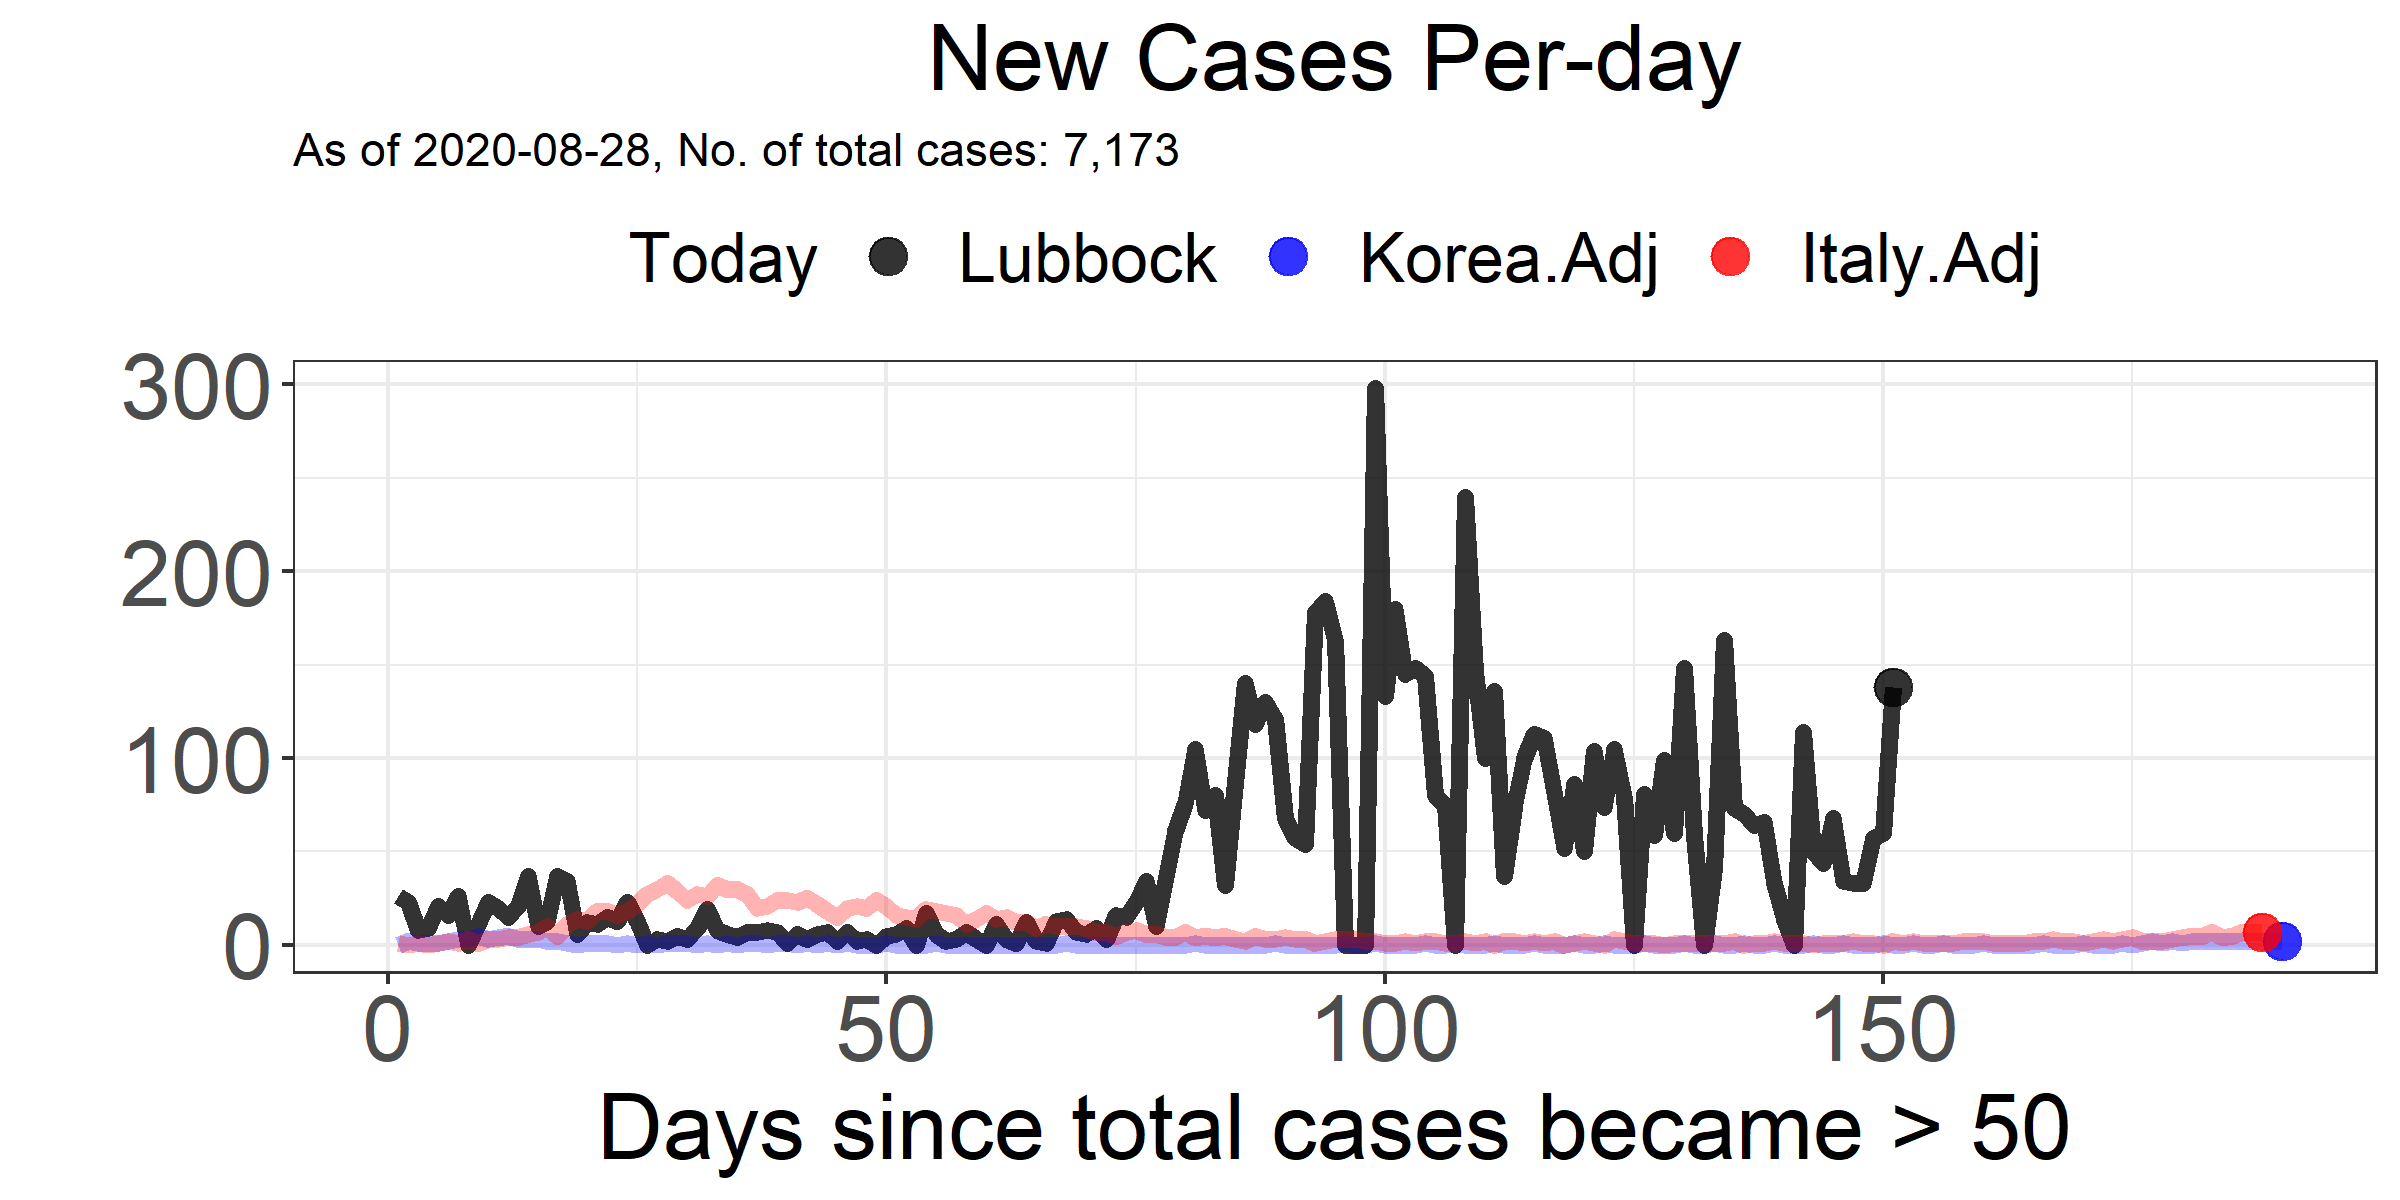 New Cases Per-day
As of 2020-08-28, No. of total cases: 7,173
Today Lubbock Korea.Adj Italy.Adj
300
200
100
0
0 50 100 150
Days since total cases became > 50